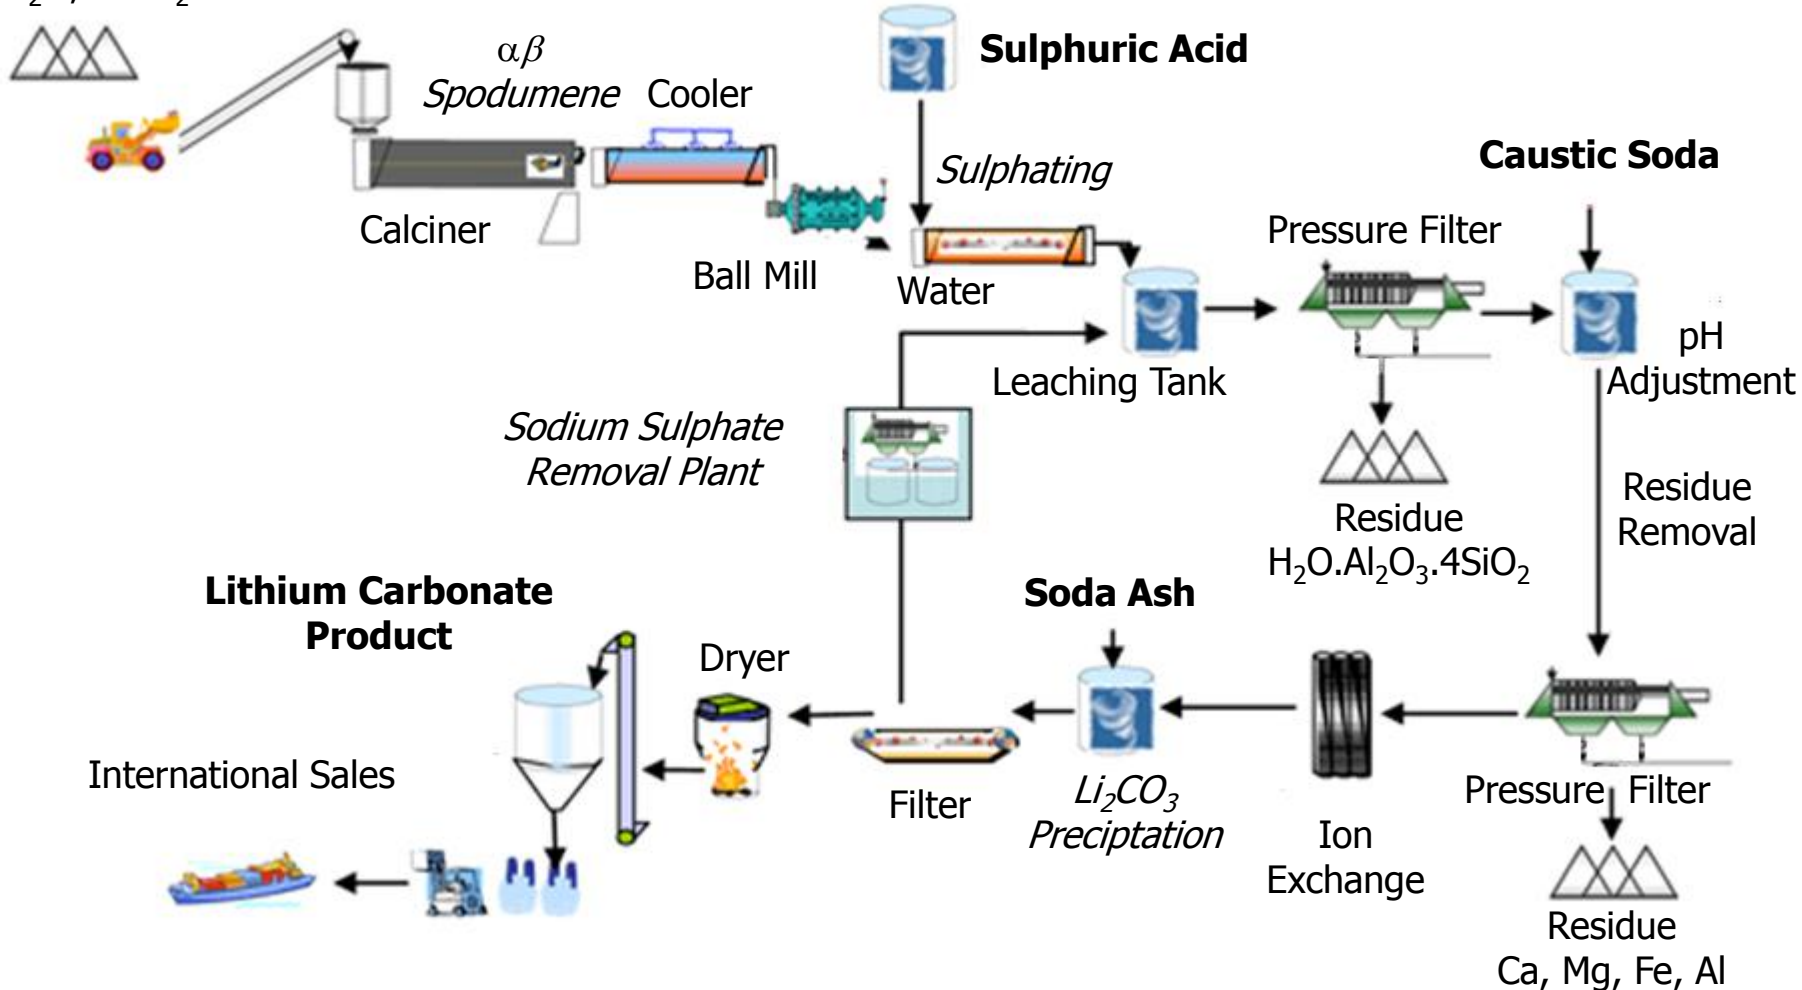 αβ
Spodumene
Cooler
Sulphuric Acid
Sulphating
Caustic Soda
Calciner
Ball Mill
Water
Pressure Filter
Leaching Tank
pH
Adjustment
Sodium Sulphate
Removal Plant
Residue
H₂O.Al₂O₃.4SiO₂
Residue
Removal
Lithium Carbonate
Product
Soda Ash
Dryer
International Sales
Filter
Li₂CO₃
Preciptation
Ion
Exchange
Pressure Filter
Residue
Ca, Mg, Fe, Al